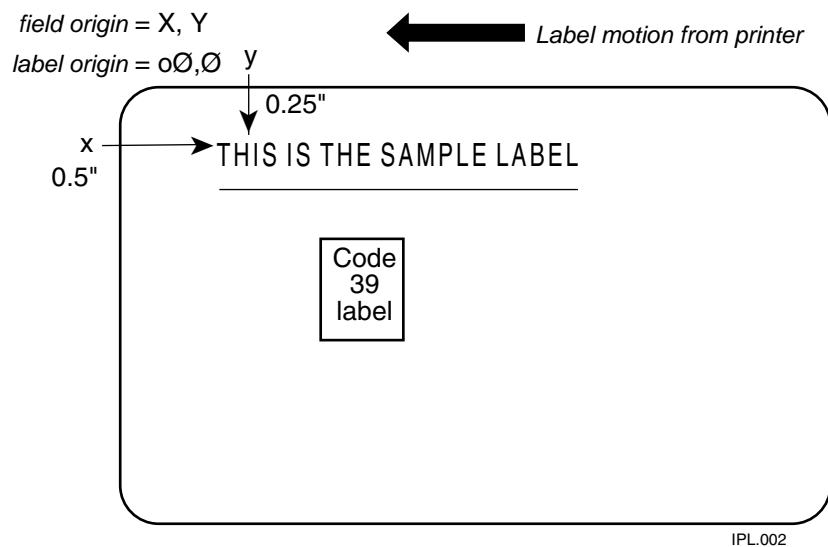 field origin = X, Y
Label motion from printer
label origin = oØ,Ø
y
0.25"
x
0.5"
THIS IS THE SAMPLE LABEL
Code
39
label
IPL.002